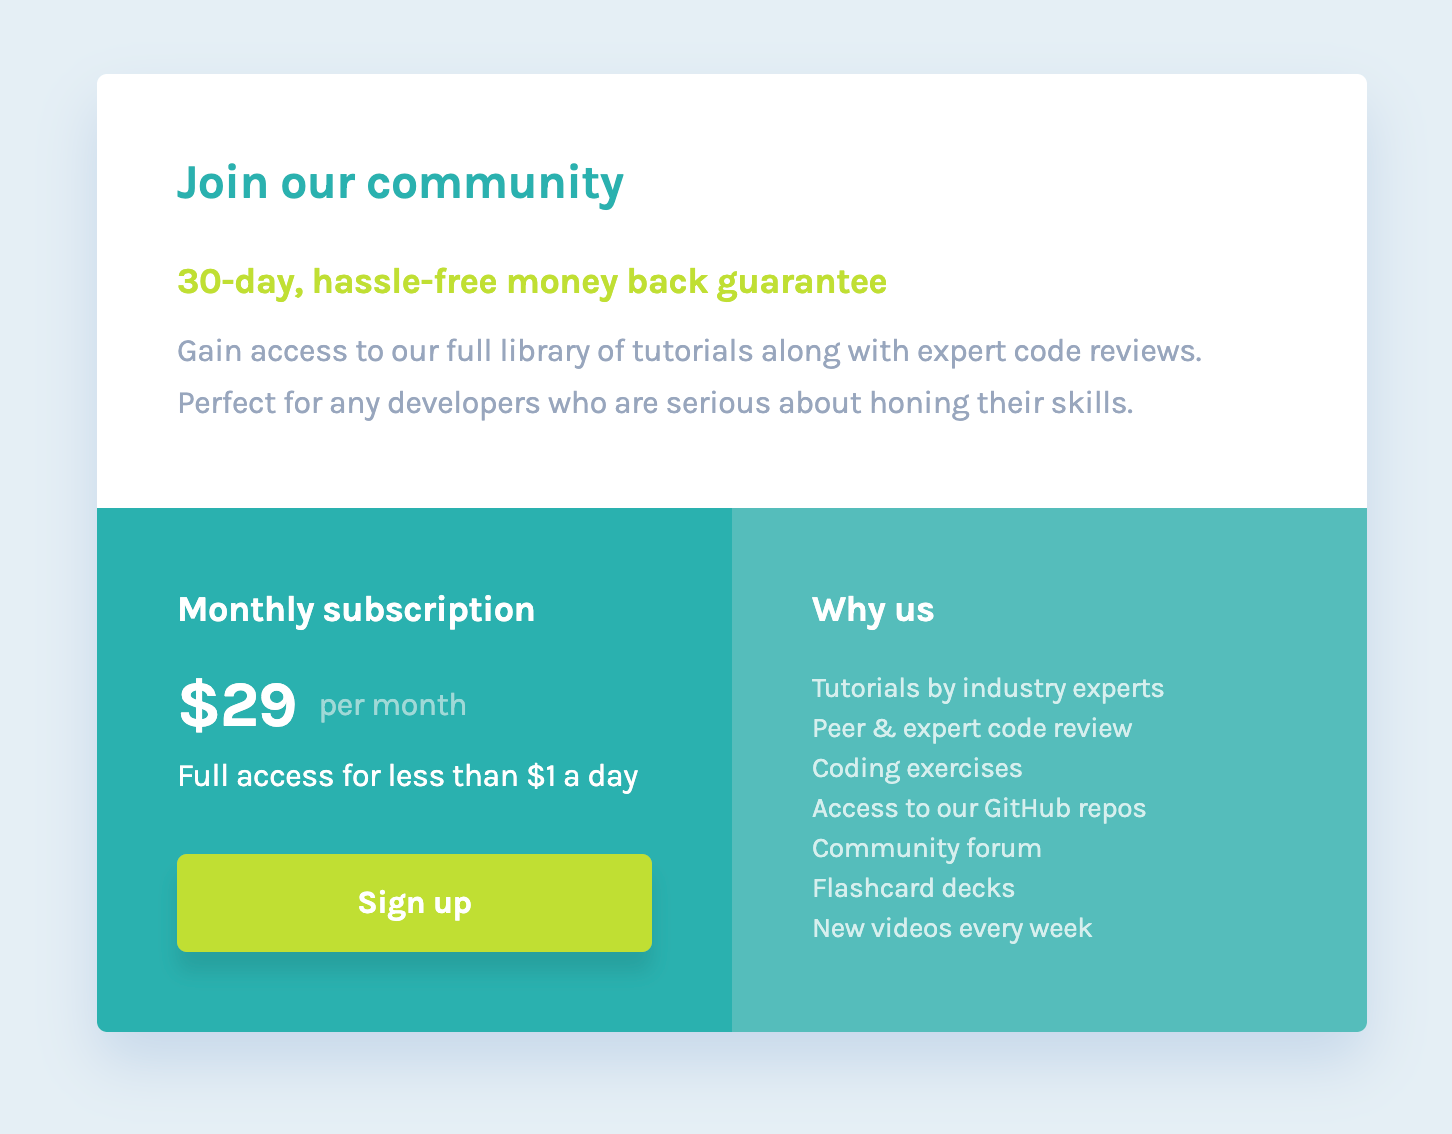 Join our community
30-day, hassle-free money back guarantee
Gain access to our full library of tutorials along with expert code reviews.
Perfect for any developers who are serious about honing their skills.
Monthly subscription
$29 per month
Full access for less than $1 a day
Sign up
Why us
Tutorials by industry experts
Peer & expert code review
Coding exercises
Access to our GitHub repos
Community forum
Flashcard decks
New videos every week